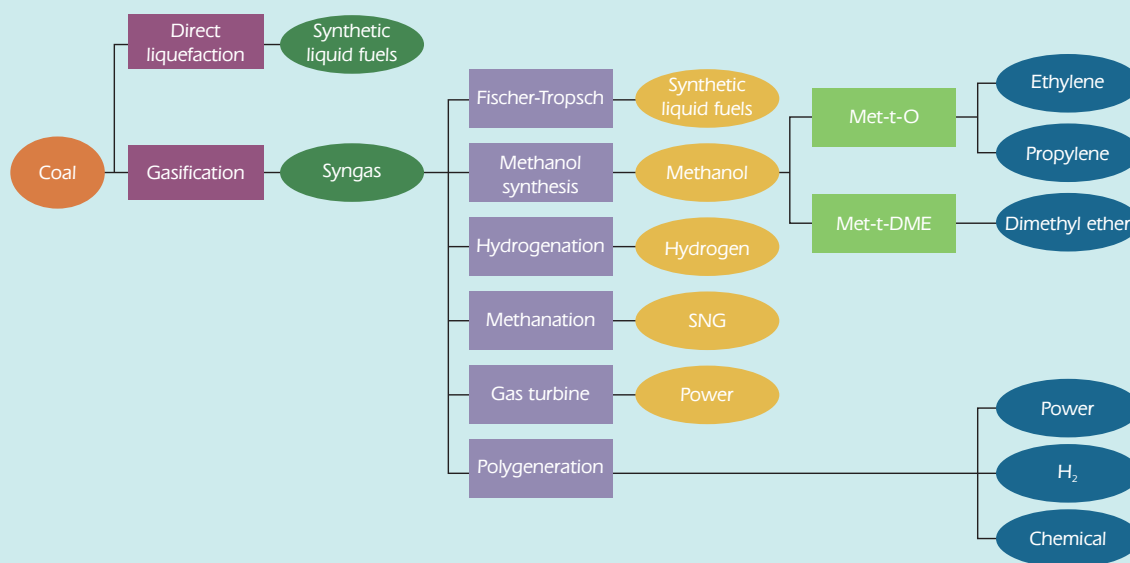 Direct
liquefaction
Synthetic
liquid fuels
Coal
Gasification
Syngas
Fischer-Tropsch
Synthetic
liquid fuels
Methanol
synthesis
Methanol
Hydrogenation
Hydrogen
Methanation
SNG
Gas turbine
Power
Polygeneration
Met-t-O
Ethylene
Propylene
Met-t-DME
Dimethyl ether
Power
H₂
Chemical